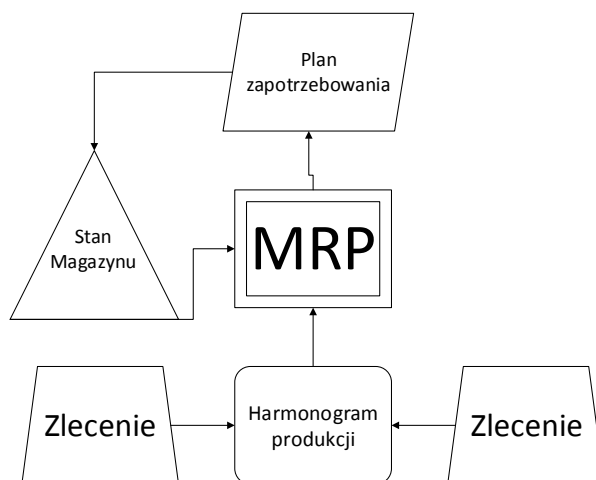 Plan
zapotrzebowania
Stan
Magazynu
MRP
Zlecenie
Harmonogram
produkcji
Zlecenie